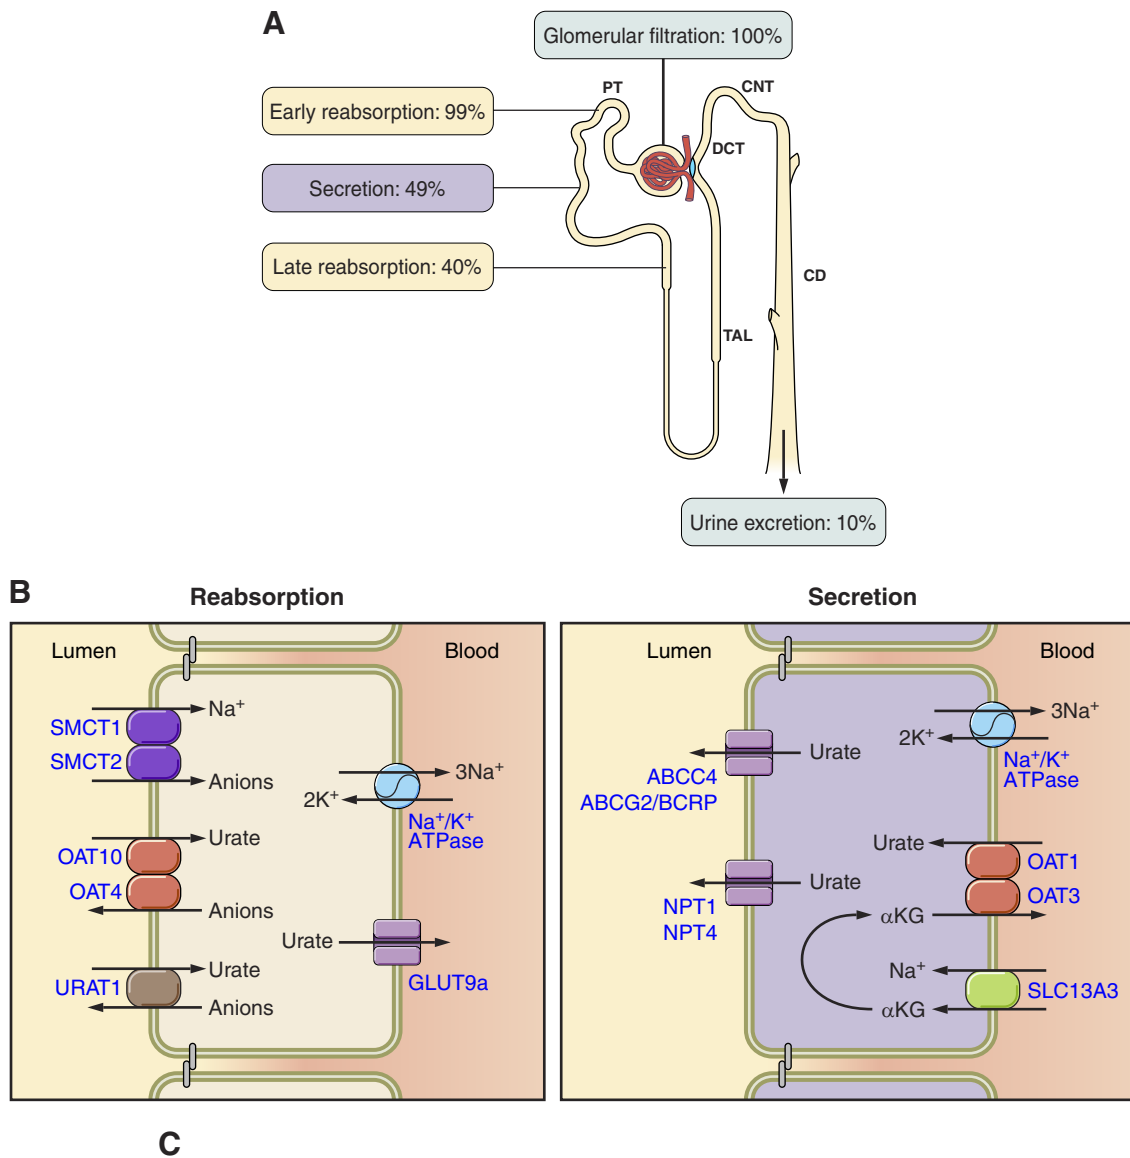 A
Glomerular filtration: 100%
PT
CNT
Early reabsorption: 99%
DCT
Secretion: 49%
Late reabsorption: 40%
CD
TAL
Urine excretion: 10%
B
Reabsorption
Lumen
Blood
SMCT1
Na⁺
SMCT2
Anions
3Na⁺
2K⁺
Na⁺/K⁺
ATPase
Urate
OAT10
OAT4
Anions
Urate
GLUT9a
Urate
URAT1
Anions
Secretion
Lumen
Blood
3Na⁺
2K⁺
Na⁺/K⁺
ATPase
Urate
ABCC4
ABCG2/BCRP
Urate
OAT1
Urate
OAT3
NPT1
NPT4
αKG
Na⁺
SLC13A3
αKG
C